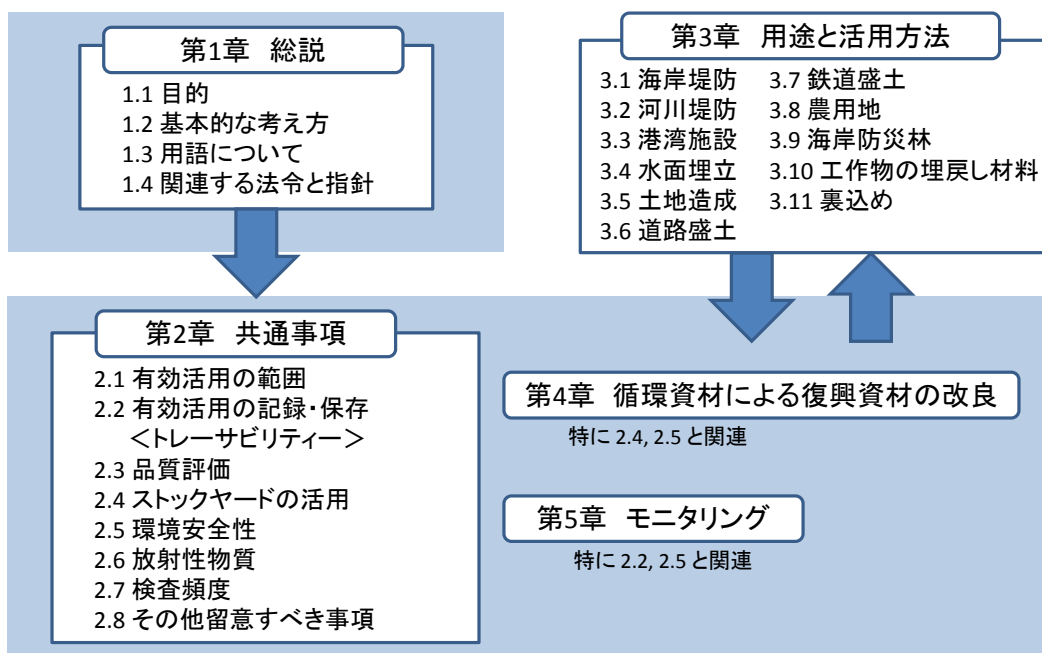 第1章 総説
1.1 目的
1.2 基本的な考え方
1.3 用語について
1.4 関連する法令と指針
第2章 共通事項
2.1 有効活用の範囲
2.2 有効活用の記録・保存
＜トレーサビリティー＞
2.3 品質評価
2.4 ストックヤードの活用
2.5 環境安全性
2.6 放射性物質
2.7 検査頻度
2.8 その他留意すべき事項
第3章 用途と活用方法
3.1 海岸堤防
3.2 河川堤防
3.3 港湾施設
3.4 水面埋立
3.5 土地造成
3.6 道路盛土
3.7 鉄道盛土
3.8 農用地
3.9 海岸防災林
3.10 工作物の埋戻し材料
3.11 裏込め
第4章 循環資材による復興資材の改良
特に 2.4, 2.5 と関連
第5章 モニタリング
特に 2.2, 2.5 と関連